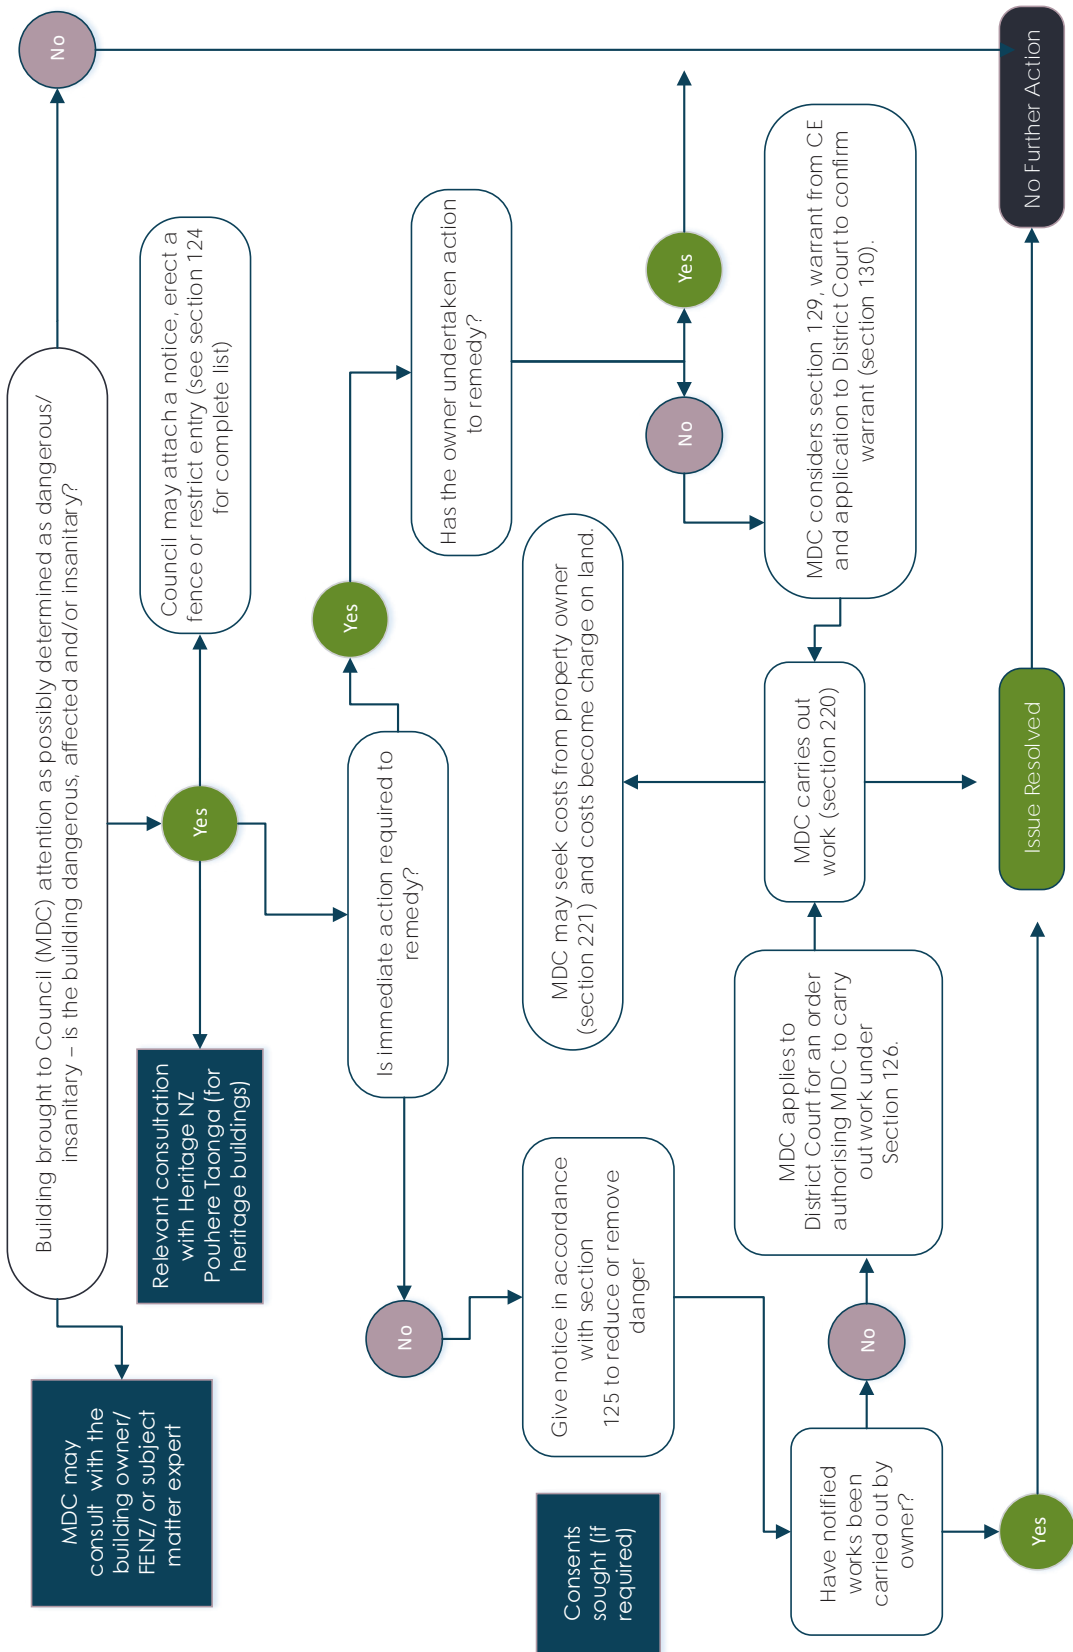 Building brought to Council (MDC) attention as possibly determined as dangerous/
insanitary – is the building dangerous, affected and/or insanitary?
No
MDC may
consult with the
building owner/
FENZ/ or subject
matter expert
Relevant consultation
with Heritage NZ
Pouhere Taonga (for
heritage buildings)
Yes
Council may attach a notice, erect a
fence or restrict entry (see section 124
for complete list)
Is immediate action required to
remedy?
Yes
No
Has the owner undertaken action
to remedy?
Give notice in accordance
with section
125 to reduce or remove
danger
MDC may seek costs from property owner
(section 221) and costs become charge on land.
No
Yes
Consents
sought (if
required)
MDC applies to
District Court for an order
authorising MDC to carry
out work under
Section 126.
MDC carries out
work (section 220)
MDC considers section 129, warrant from CE
and application to District Court to confirm
warrant (section 130).
Have notified
works been
carried out by
owner?
No
Yes
Issue Resolved
No Further Action